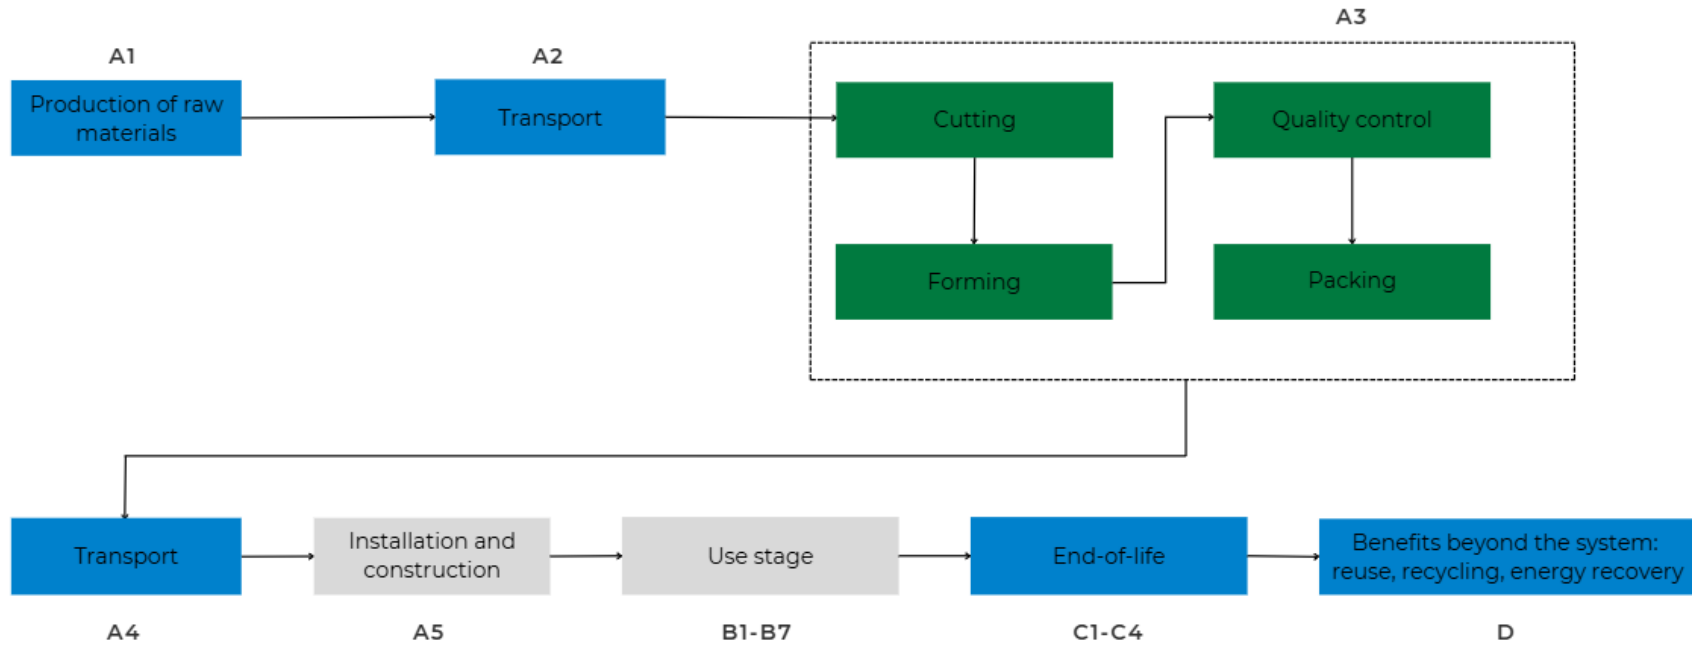 A1
Production of raw
materials
A2
Transport
A3
Cutting
Forming
Quality control
Packing
Transport
A4
Installation and
construction
A5
Use stage
B1-B7
End-of-life
C1-C4
Benefits beyond the system:
reuse, recycling, energy recovery
D